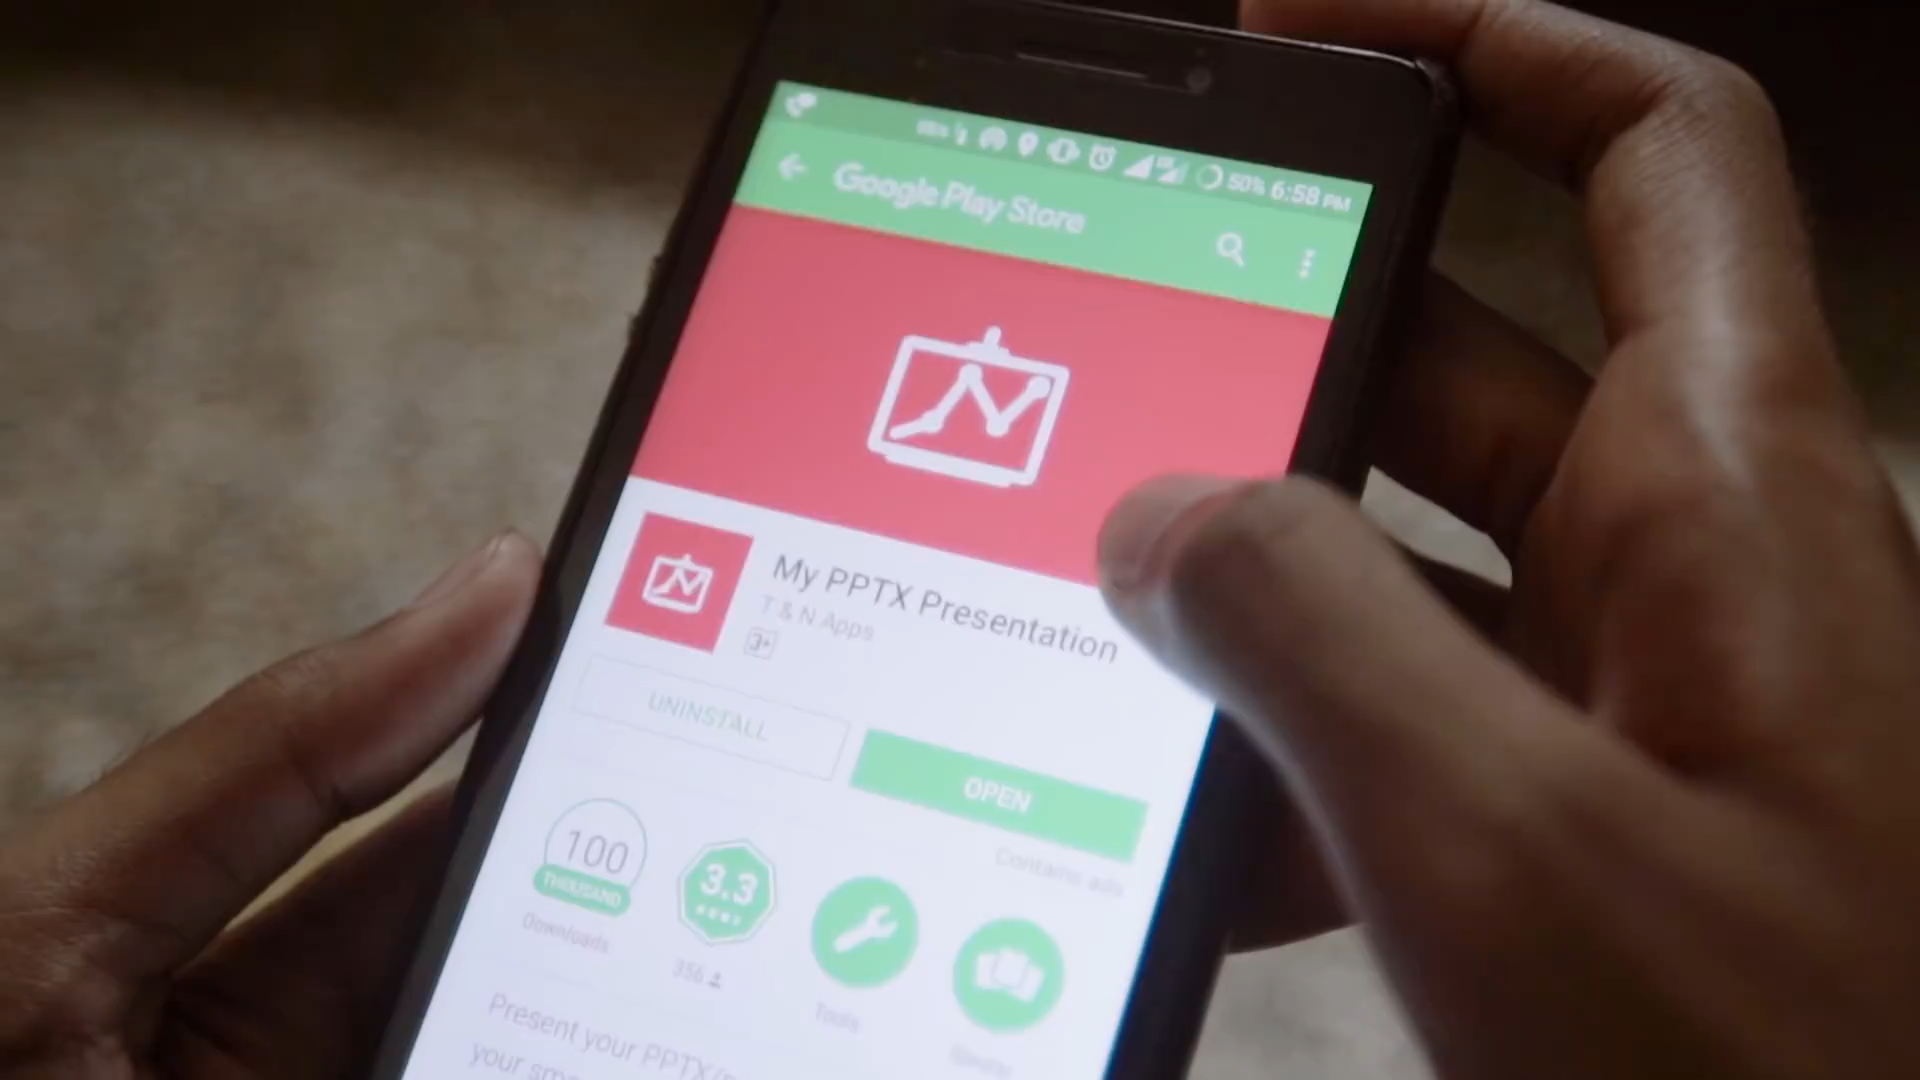 50% 6:58 PM
Google Play Store
My PPTX Presentation
T & N Apps
3+
UNINSTALL
OPEN
Contains ads
100
THOUSAND
Downloads
3.3
356
Tools
Present your PPTX/
your